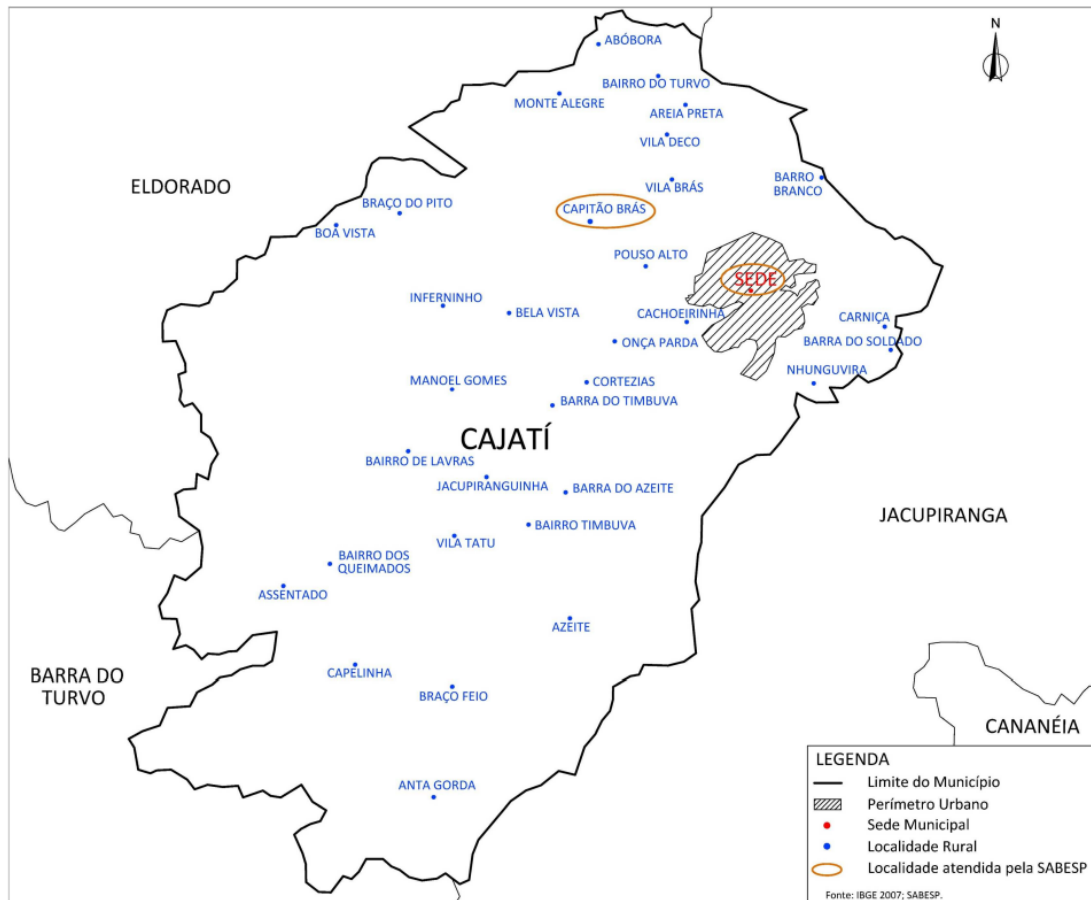 N
ABÓBORA
BAIRRO DO TURVO
MONTE ALEGRE
AREIA PRETA
VILA DECO
ELDORADO
BARRO
BRANCO
VILA BRÁS
BRAÇO DO PITO
CAPITÃO BRÁS
BOA VISTA
POUSO ALTO
SEDE
INFERNINHO
BELA VISTA
CACHOEIRINHA
CARNIÇA
ONÇA PARDA
BARRA DO SOLDADO
NHUNGUVIRA
MANOEL GOMES
CORTEZIAS
BARRA DO TIMBUVA
CAJATÍ
BAIRRO DE LAVRAS
JACUPIRANGUINHA
BARRA DO AZEITE
JACUPIRANGA
BAIRRO TIMBUVA
VILA TATU
BAIRRO DOS
QUEIMADOS
ASSENTADO
AZEITE
BARRA DO
TURVO
CAPELINHA
BRAÇO FEIO
CANANÉIA
ANTA GORDA
LEGENDA
Limite do Município
Perímetro Urbano
Sede Municipal
Localidade Rural
Localidade atendida pela SABESP
Fonte: IBGE 2007; SABESP.